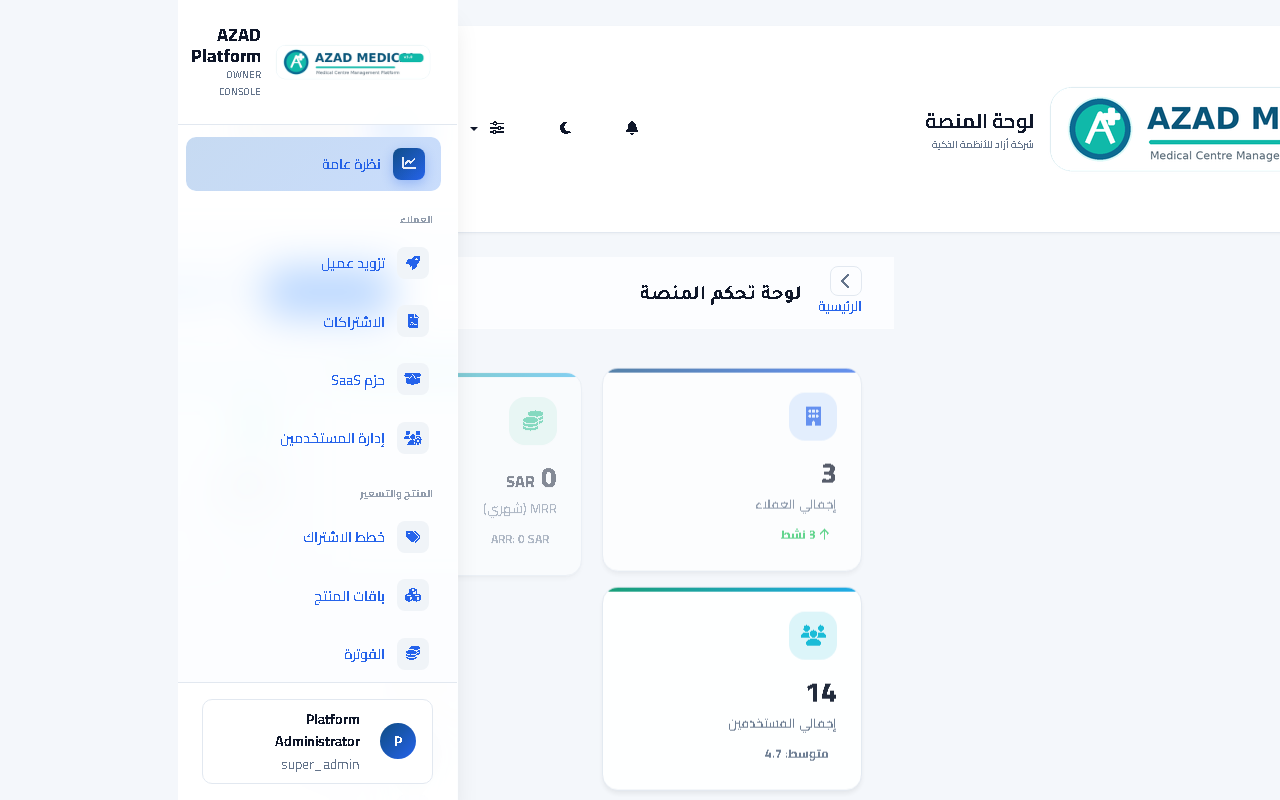 AZAD
Platform
OWNER
CONSOLE
AZAD MEDIC
Medical Centre Management Platform
نظرة عامة
العملاء
تزويد عميل
الاشتراكات
حزم SaaS
إدارة المستخدمين
المنتج والتسعير
خطط الاشتراك
باقات المنتج
الفوترة
Platform
Administrator
super_admin
P
AZAD M
Medical Centre Manage
لوحة المنصة
شركة أزاد للأنظمة الذكية
الرئيسية
لوحة تحكم المنصة
3
إجمالي العملاء
3 نشط
0 SAR
MRR (شهري)
ARR: 0 SAR
14
إجمالي المستخدمين
متوسط: 4.7